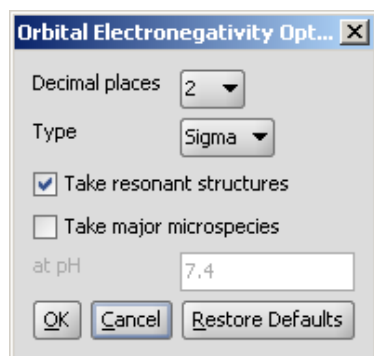 Orbital Electronegativity Opt...
Decimal places 2
Type Sigma
Take resonant structures
Take major microspecies
at pH 7.4
OK Cancel Restore Defaults